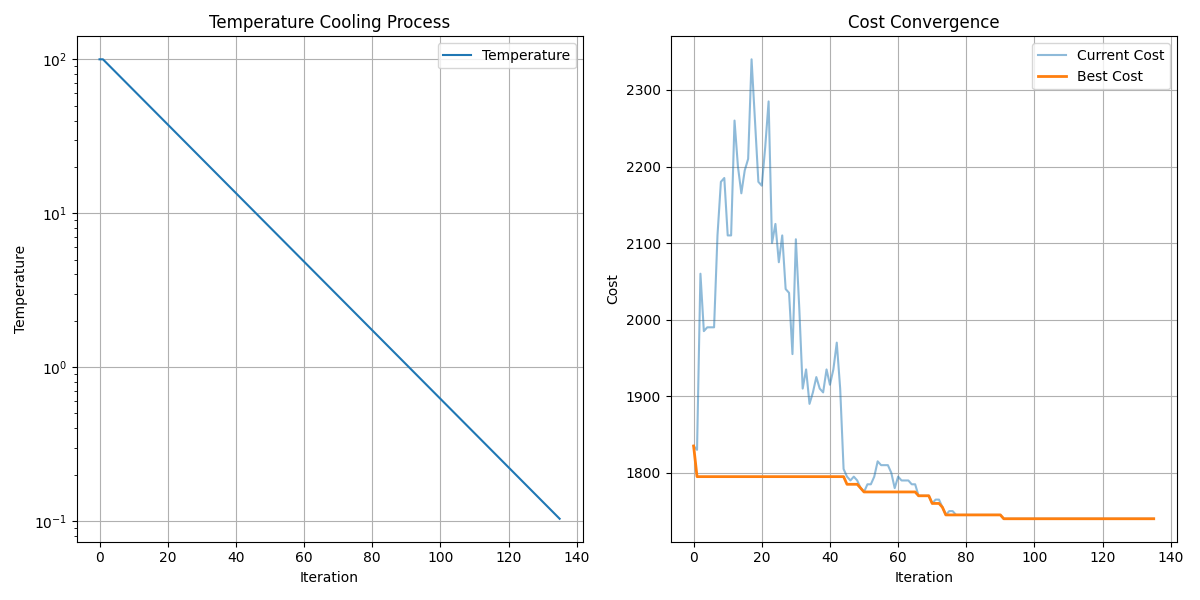 Temperature Cooling Process
Temperature
10²
10¹
10⁰
10⁻¹
Temperature
0 20 40 60 80 100 120 140
Iteration
Cost Convergence
Current Cost
Best Cost
2300
2200
2100
2000
1900
1800
Cost
0 20 40 60 80 100 120 140
Iteration